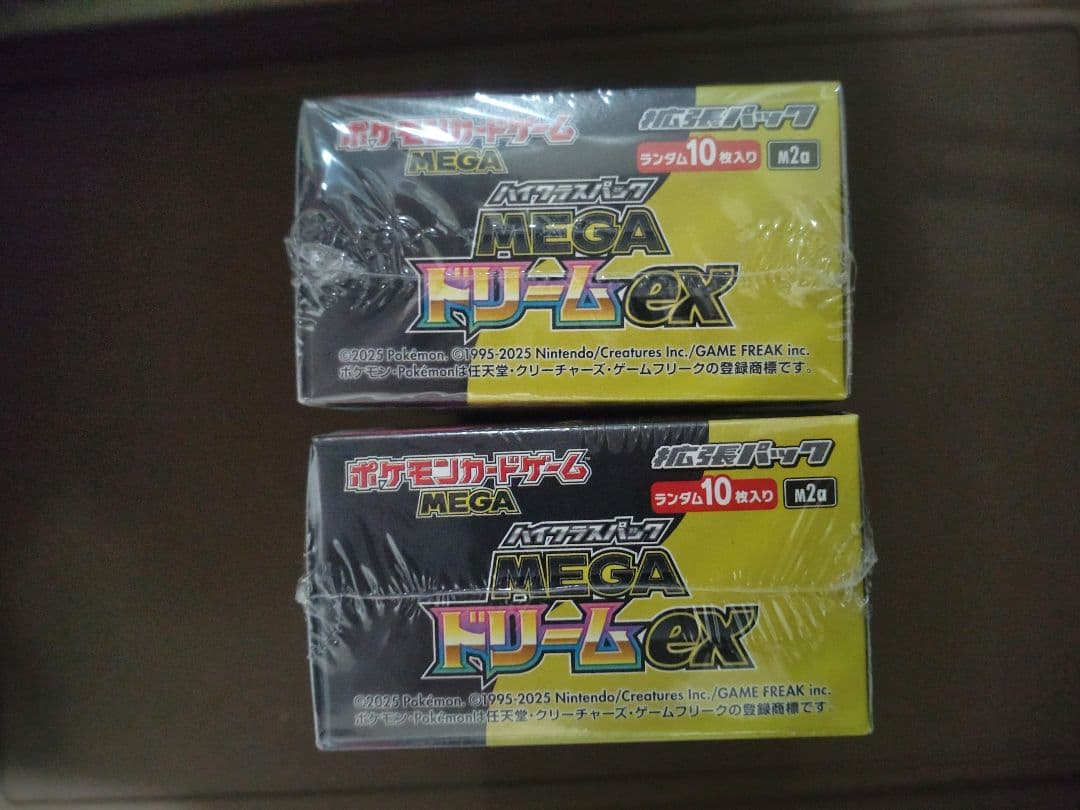 ポケモンカードゲーム
MEGA
拡張パック
ランダム10枚入り M2a
ハイクラスパック
MEGA
ドリームex
©2025 Pokémon. ©1995-2025 Nintendo/Creatures Inc./GAME FREAK inc.
ポケモン・Pokémonは任天堂・クリーチャーズ・ゲームフリークの登録商標です。
ポケモンカードゲーム
MEGA
拡張パック
ランダム10枚入り M2a
ハイクラスパック
MEGA
ドリームex
©2025 Pokémon. ©1995-2025 Nintendo/Creatures Inc./GAME FREAK inc.
ポケモン・Pokémonは任天堂・クリーチャーズ・ゲームフリークの登録商標です。